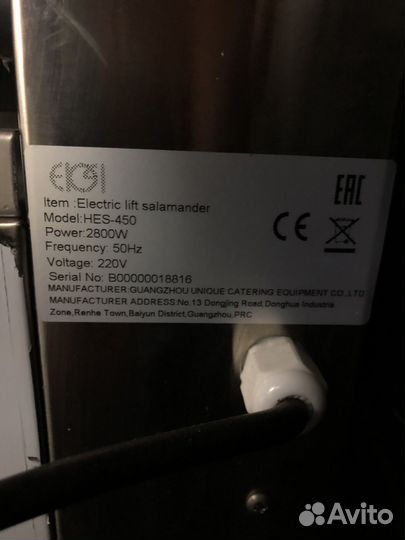 EKSI
EAC
Item :Electric lift salamander
Model:HES-450
CE
Power:2800W
Frequency: 50Hz
Voltage: 220V
Serial No: B00000018816
MANUFACTURER:GUANGZHOU UNIQUE CATERING EQUIPMENT CO.,LTD
MANUFACTURER ADDRESS:No.13 Dongjing Road,Donghua Industria
Zone,Renhe Town,Baiyun District,Guangzhou,PRC
Avito